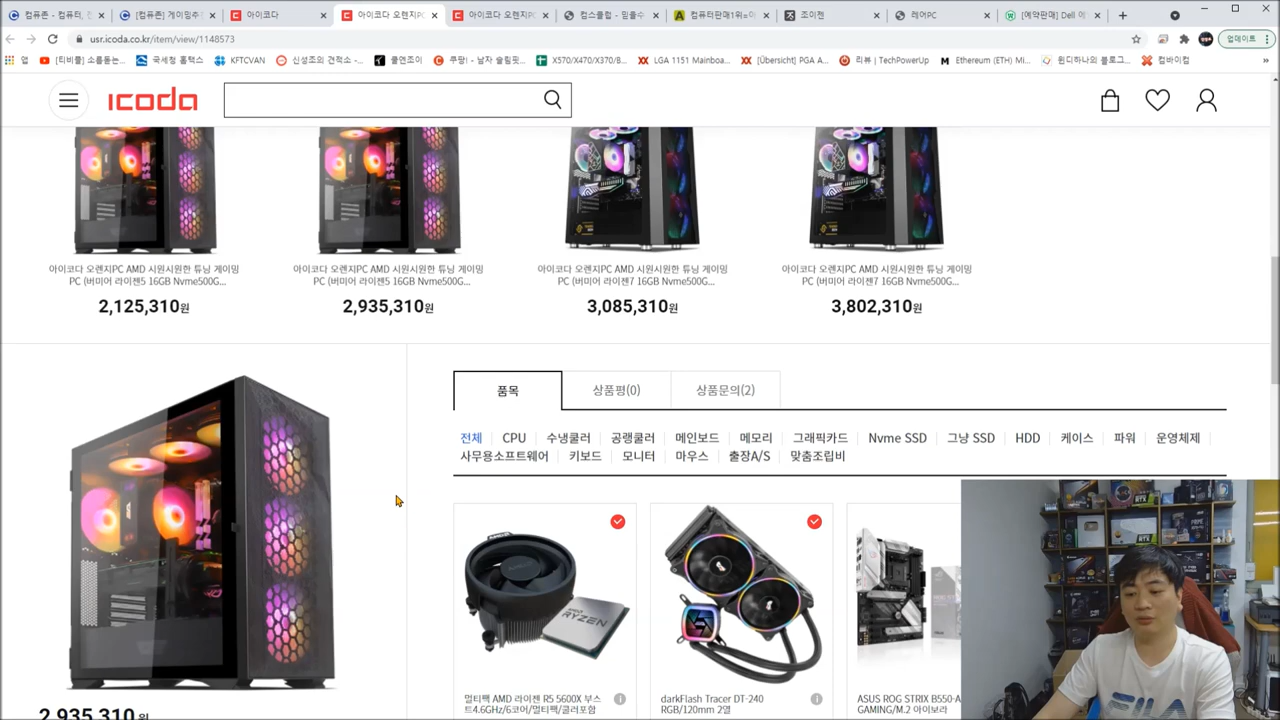 컴퓨존 - 컴퓨터,
[컴퓨존] 게이밍추
아이코다
아이코다 오렌지PC
아이코다 오렌지PC
컴스클럽 - 믿을수
컴퓨터판매1위=아
조이젠
레어PC
[예약판매] Dell 에
usr.icoda.co.kr/item/view/1148573
업데이트
앱
[티비플] 소름돋는...
국세청 홈택스
KFTCVAN
신성조의 견적소 -...
쿨엔조이
쿠팡! - 남자 슬림핏...
X570/X470/X370/B...
LGA 1151 Mainboa...
[Übersicht] PGA A...
리뷰 | TechPowerUp
Ethereum (ETH) Mi...
윈디하나의 블로그...
컴바이컴
icoda
아이코다 오렌지PC AMD 시원시원한 튜닝 게이밍
PC (버미어 라이젠5 16GB Nvme500G...
2,125,310원
아이코다 오렌지PC AMD 시원시원한 튜닝 게이밍
PC (버미어 라이젠5 16GB Nvme500G...
2,935,310원
아이코다 오렌지PC AMD 시원시원한 튜닝 게이밍
PC (버미어 라이젠7 16GB Nvme500G...
3,085,310원
아이코다 오렌지PC AMD 시원시원한 튜닝 게이밍
PC (버미어 라이젠7 16GB Nvme500G...
3,802,310원
품목 상품평(0) 상품문의(2)
전체 CPU 수냉쿨러 공랭쿨러 메인보드 메모리 그래픽카드 Nvme SSD 그냥 SSD HDD 케이스 파워 운영체제
사무용소프트웨어 키보드 모니터 마우스 출장A/S 맞춤조립비
AMD
RYZEN
멀티팩 AMD 라이젠 R5 5600X 부스
트4.6GHz/6코어/멀티팩/쿨러포함
darkFlash Tracer DT-240
RGB/120mm 2열
ASUS ROG STRIX B550-A
GAMING/M.2 아이보라
2,935,310 원
FILA